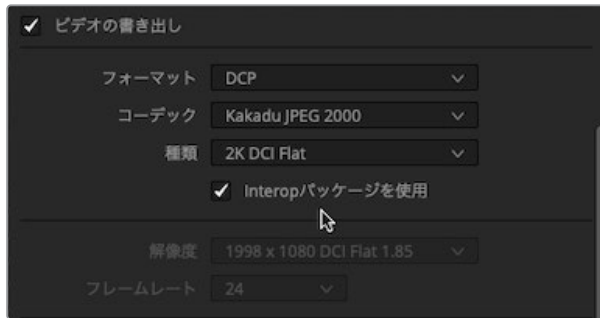 ビデオの書き出し
フォーマット DCP
コーデック Kakadu JPEG 2000
種類 2K DCI Flat
Interopパッケージを使用
解像度 1998 x 1080 DCI Flat 1.85
フレームレート 24